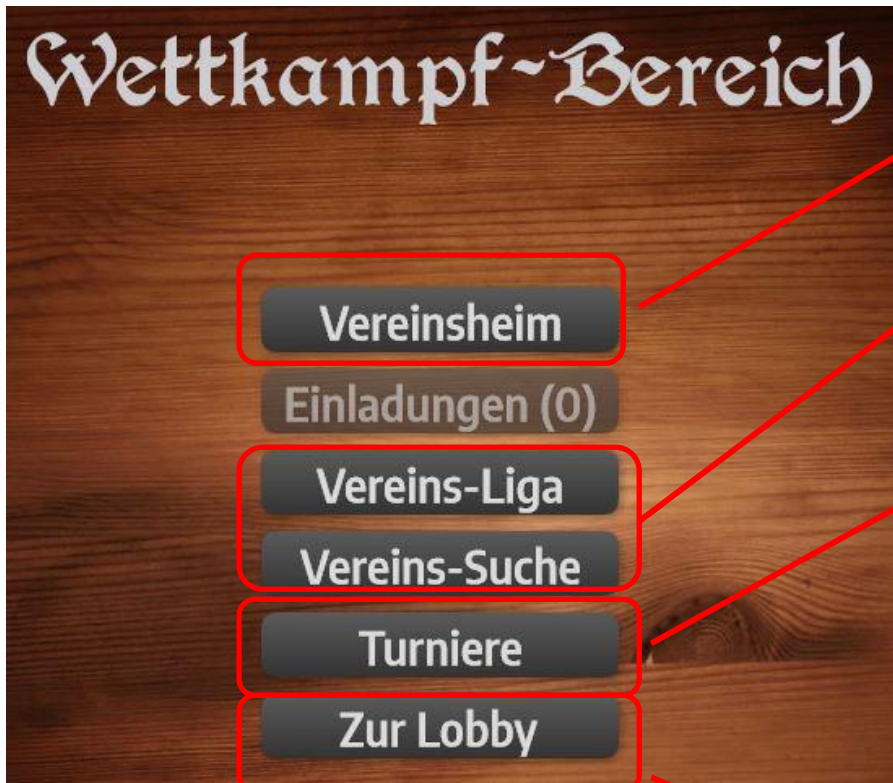 Wettkampf-Bereich
Vereinsheim
Einladungen (0)
Vereins-Liga
Vereins-Suche
Turniere
Zur Lobby